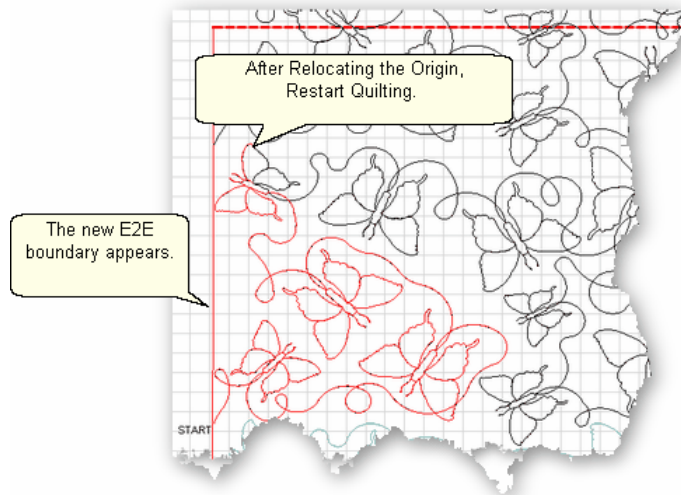 After Relocating the Origin,
Restart Quilting.
The new E2E
boundary appears.
START